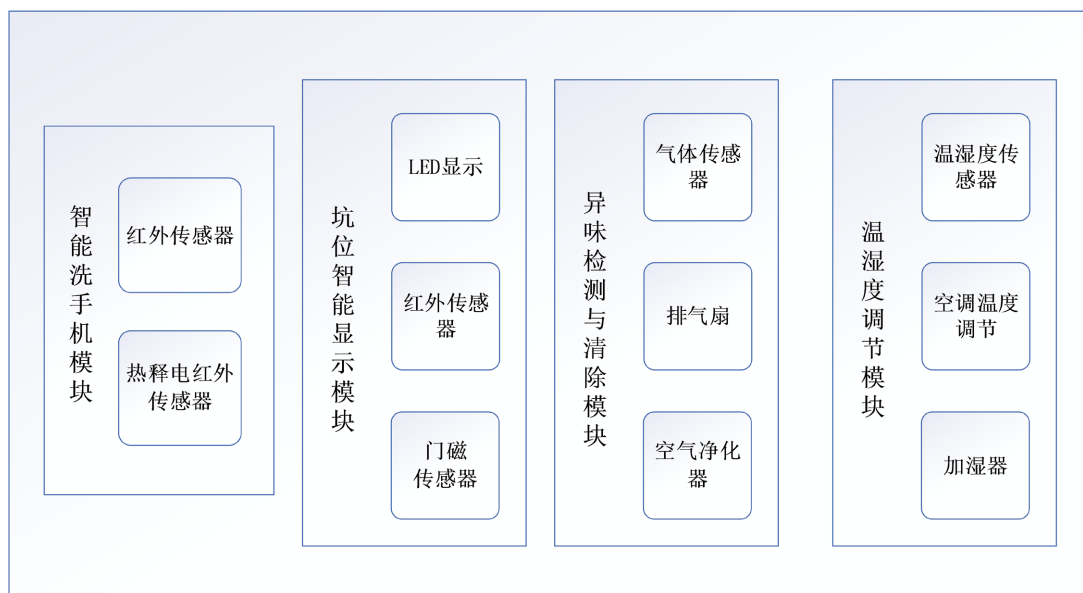 智能洗手机模块
红外传感器
热释电红外
传感器
坑位智能显示模块
LED显示
红外传感
器
门磁
传感器
异味检测与清除模块
气体传感
器
排气扇
空气净化
器
温湿度调节模块
温湿度传
感器
空调温度
调节
加湿器